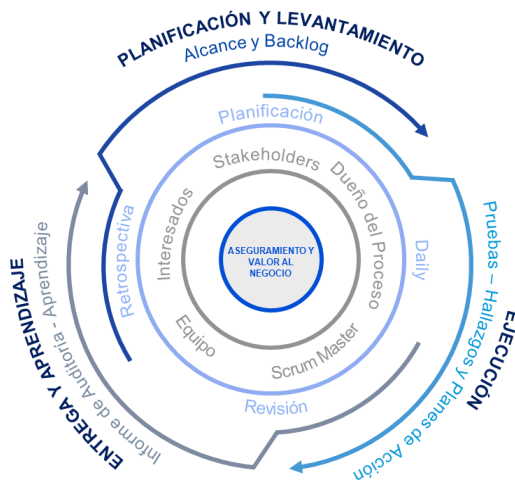 PLANIFICACIÓN Y LEVANTAMIENTO
Alcance y Backlog
Planificación
Stakeholders
Dueño del Proceso
Interesados
Retrospectiva
ASEGURAMIENTO Y
VALOR AL
NEGOCIO
Daily
Pruebas – Hallazgos y Planes de Acción
EJECUCIÓN
Equipo
Scrum Master
Revisión
Informe de Auditoría - Aprendizaje
ENTREGA Y APRENDIZAJE